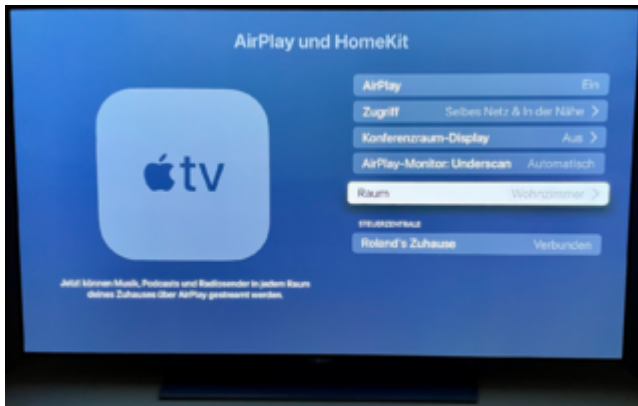 AirPlay und HomeKit
tv
AirPlay Ein
Zugriff Selbes Netz & In der Nähe
Konferenzraum-Display Aus
AirPlay-Monitor: Underscan Automatisch
Raum Wohnzimmer
STEUERZENTRALE
Roland's Zuhause Verbunden
Jetzt können Musik, Podcasts und Radiosender in jedem Raum
deines Zuhauses über AirPlay gestreamt werden.